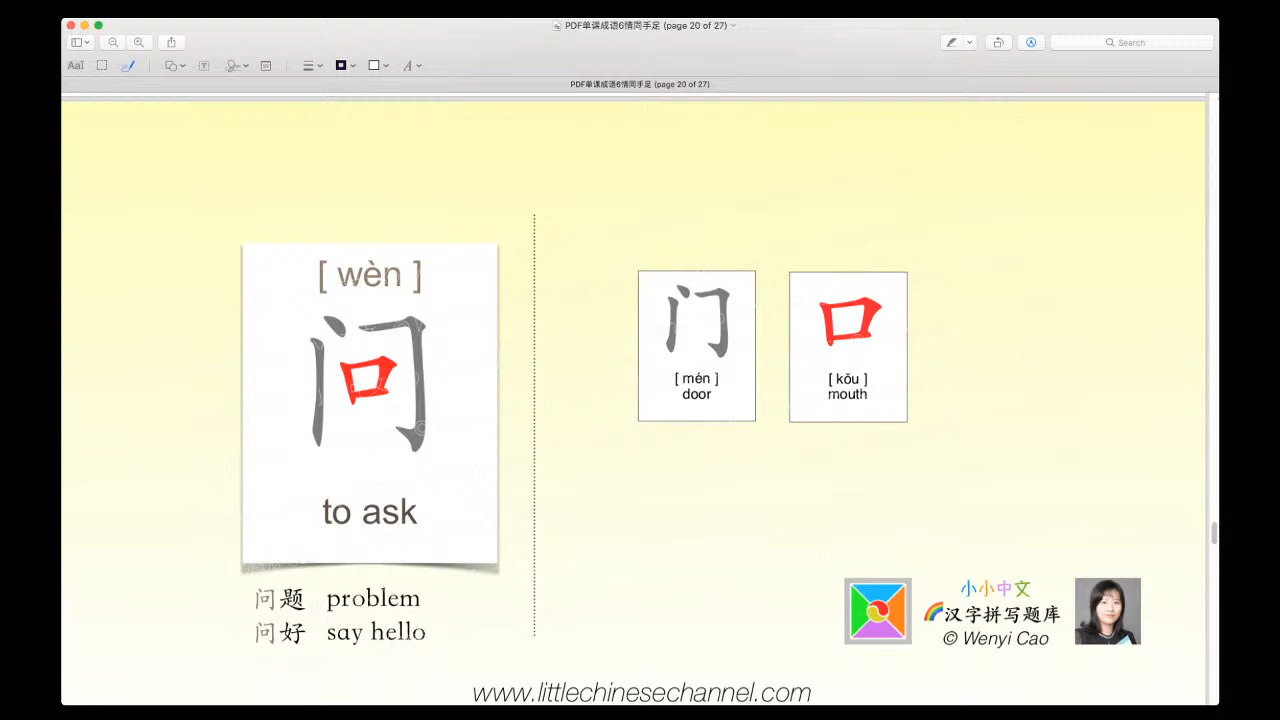 PDF单课成语6情同手足 (page 20 of 27)
Search
AaI
T
A
PDF单课成语6情同手足 (page 20 of 27)
[ wèn ]
问
to ask
问题 problem
问好 say hello
门
[ mén ]
door
口
[ kǒu ]
mouth
小小中文
汉字拼写题库
© Wenyi Cao
www.littlechinesechannel.com